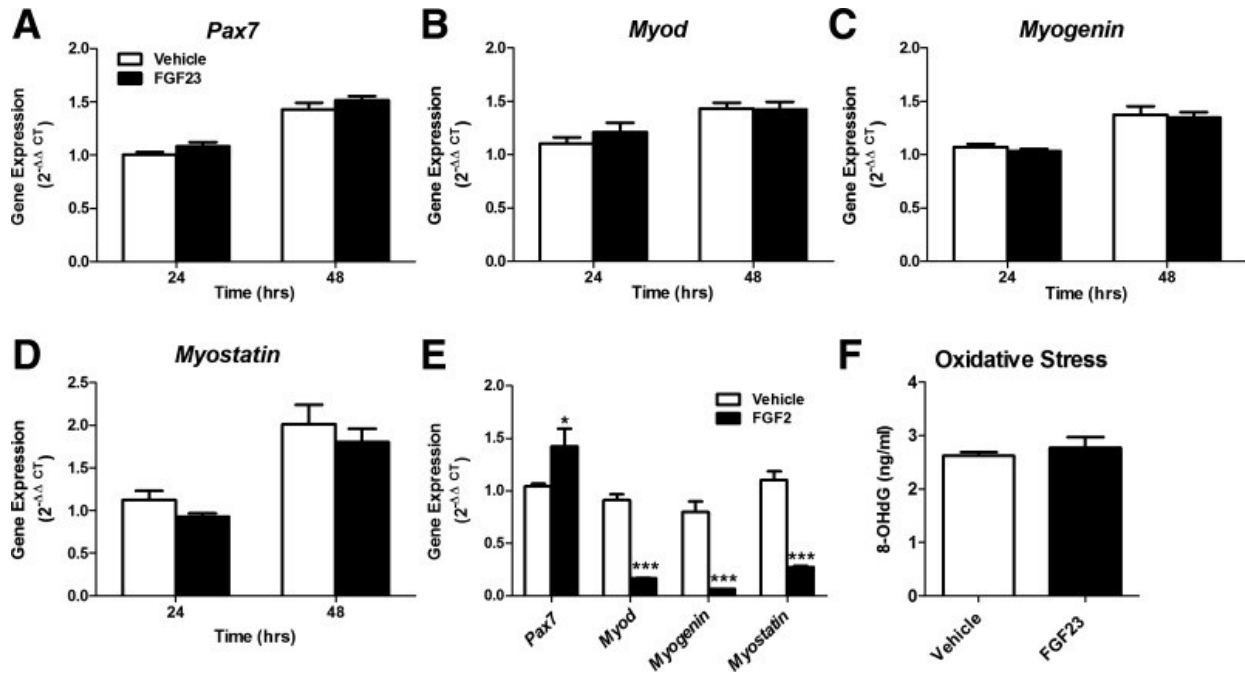 A
Pax7
Vehicle
FGF23
Gene Expression
(2-ΔΔ CT)
2.0
1.5
1.0
0.5
0.0
24
48
Time (hrs)
B
Myod
Gene Expression
(2-ΔΔ CT)
2.0
1.5
1.0
0.5
0.0
24
48
Time (hrs)
C
Myogenin
Gene Expression
(2-ΔΔ CT)
2.0
1.5
1.0
0.5
0.0
24
48
Time (hrs)
D
Myostatin
Gene Expression
(2-ΔΔ CT)
2.5
2.0
1.5
1.0
0.5
0.0
24
48
Time (hrs)
E
Vehicle
FGF2
Gene Expression
(2-ΔΔ CT)
2.0
1.5
1.0
0.5
0.0
*
***
***
***
Pax7
Myod
Myogenin
Myostatin
F
Oxidative Stress
8-OHdG (ng/ml)
4
3
2
1
0
Vehicle
FGF23